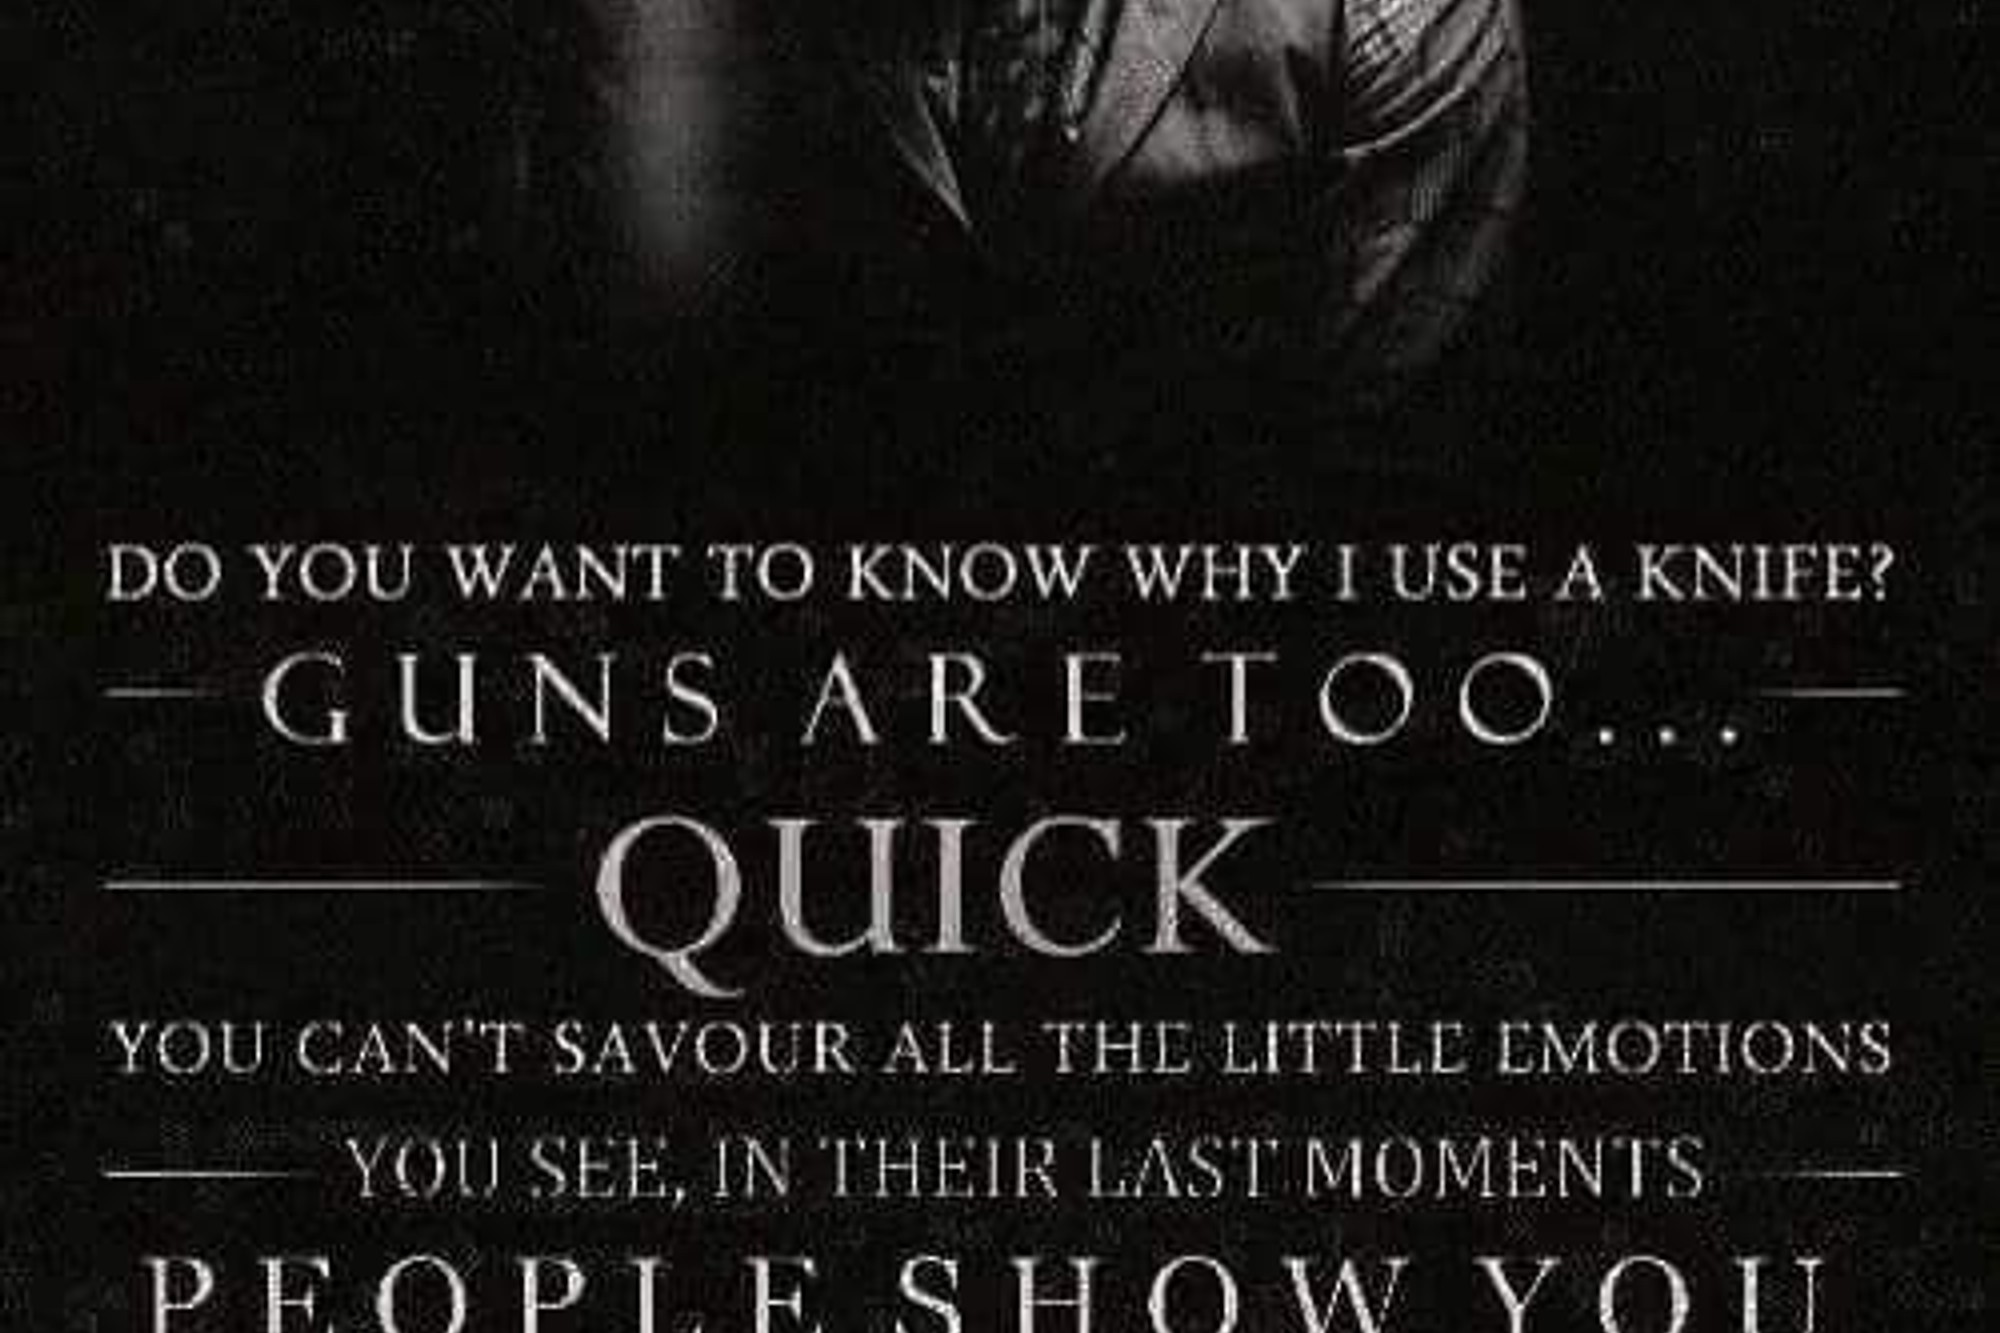 DO YOU WANT TO KNOW WHY I USE A KNIFE?
GUNS ARE TOO...
QUICK
YOU CAN'T SAVOUR ALL THE LITTLE EMOTIONS
YOU SEE, IN THEIR LAST MOMENTS
PEOPLE SHOW YOU